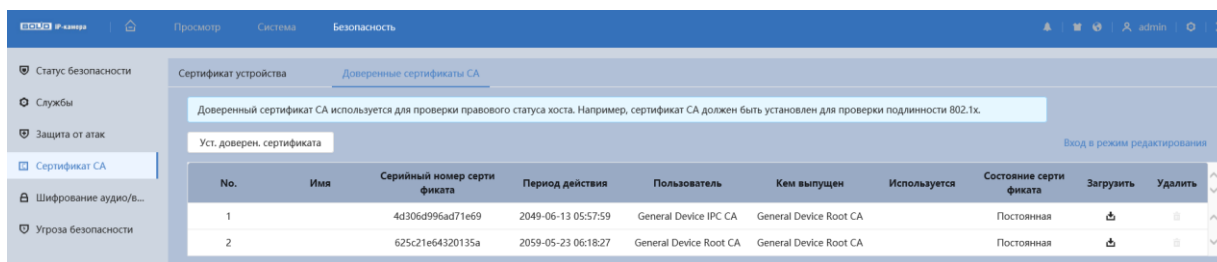 BOLID IP-камера Просмотр Система Безопасность admin
Статус безопасности
Службы
Защита от атак
Сертификат CA
Шифрование аудио/в...
Угроза безопасности
Сертификат устройства Доверенные сертификаты CA
Доверенный сертификат CA используется для проверки правового статуса хоста. Например, сертификат CA должен быть установлен для проверки подлинности 802.1x.
Уст. доверен. сертификата Вход в режим редактирования
No. Имя Серийный номер серти Период действия Пользователь Кем выпущен Используется Состояние серти Загрузить Удалить
фиката фиката
1 4d306d996ad71e69 2049-06-13 05:57:59 General Device IPC CA General Device Root CA Постоянная
2 625c21e64320135a 2059-05-23 06:18:27 General Device Root CA General Device Root CA Постоянная